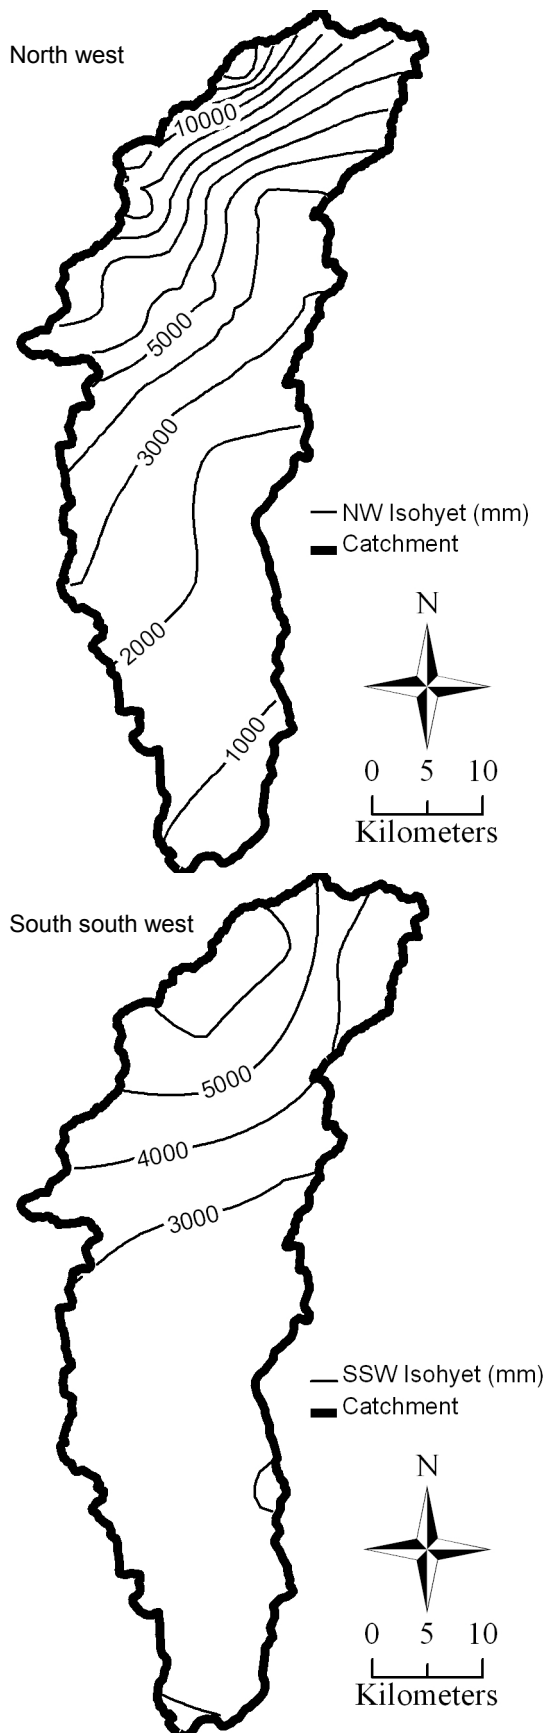 North west
10000
5000
3000
NW Isohyet (mm)
Catchment
N
2000
1000
0 5 10
Kilometers
South south west
5000
4000
3000
SSW Isohyet (mm)
Catchment
N
0 5 10
Kilometers